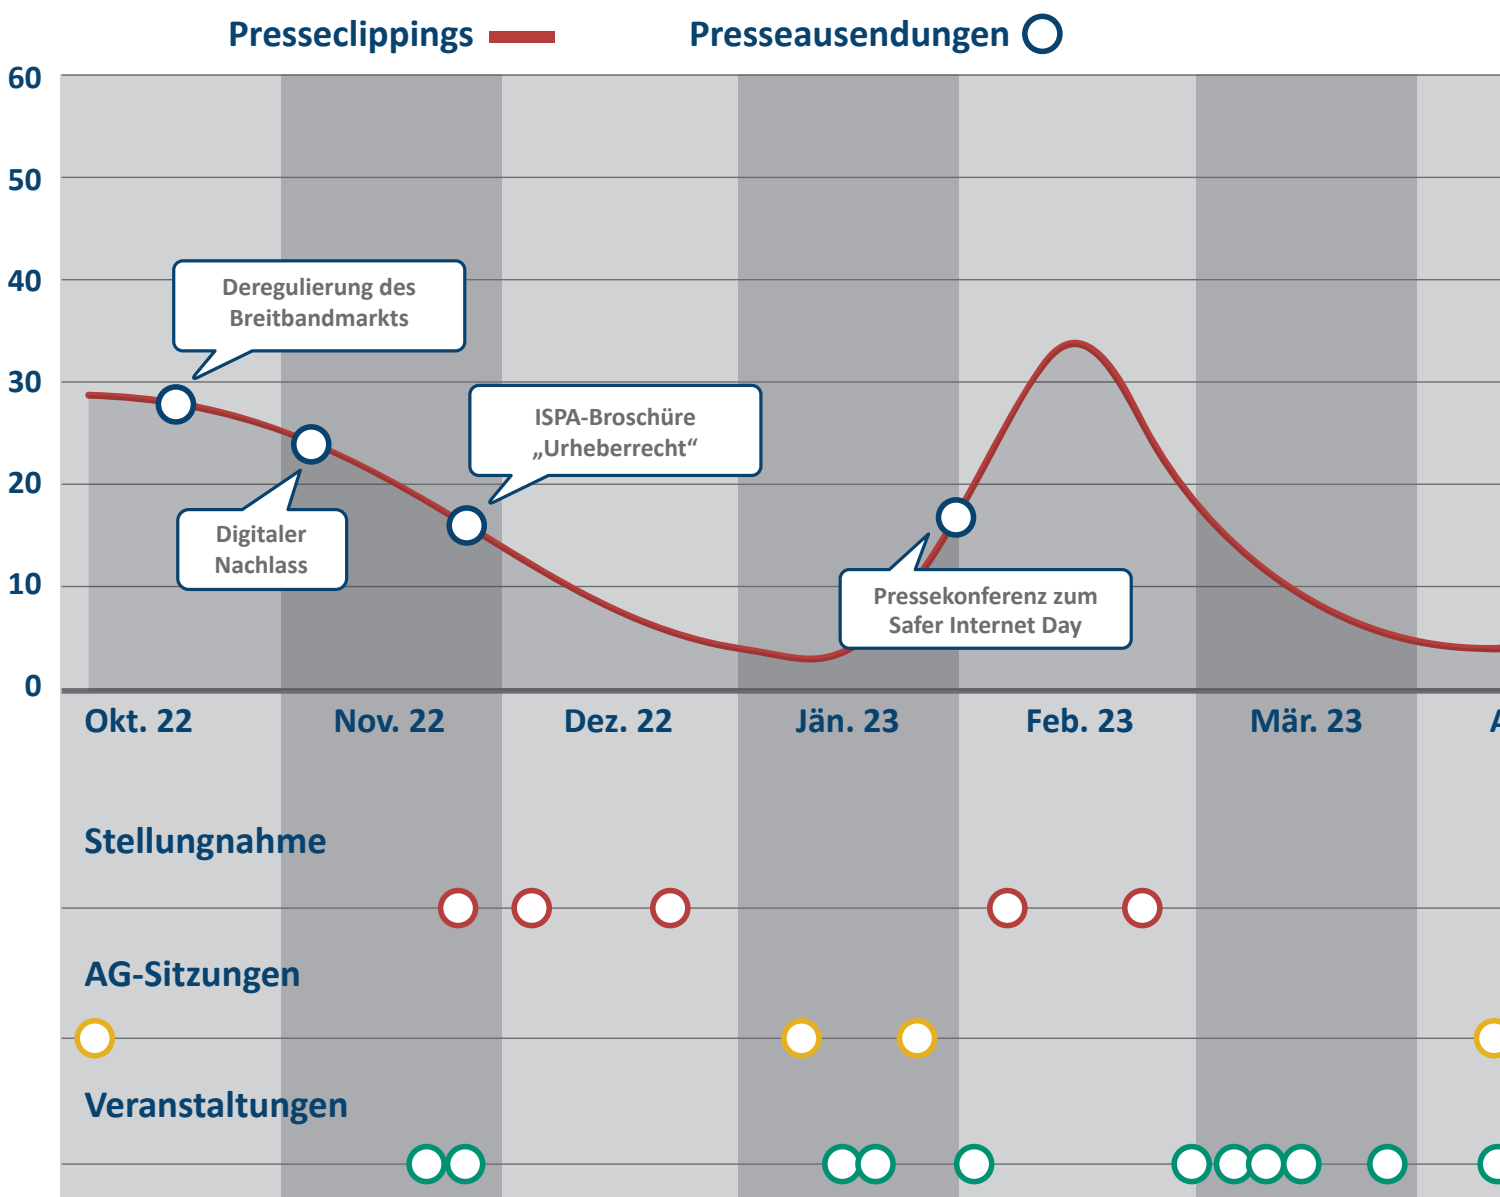 Presseclippings
Presseausendungen
60
50
40
30
20
10
0
Deregulierung des
Breitbandmarkts
Digitaler
Nachlass
ISPA-Broschüre
„Urheberrecht“
Pressekonferenz zum
Safer Internet Day
Okt. 22
Nov. 22
Dez. 22
Jän. 23
Feb. 23
Mär. 23
Stellungnahme
AG-Sitzungen
Veranstaltungen